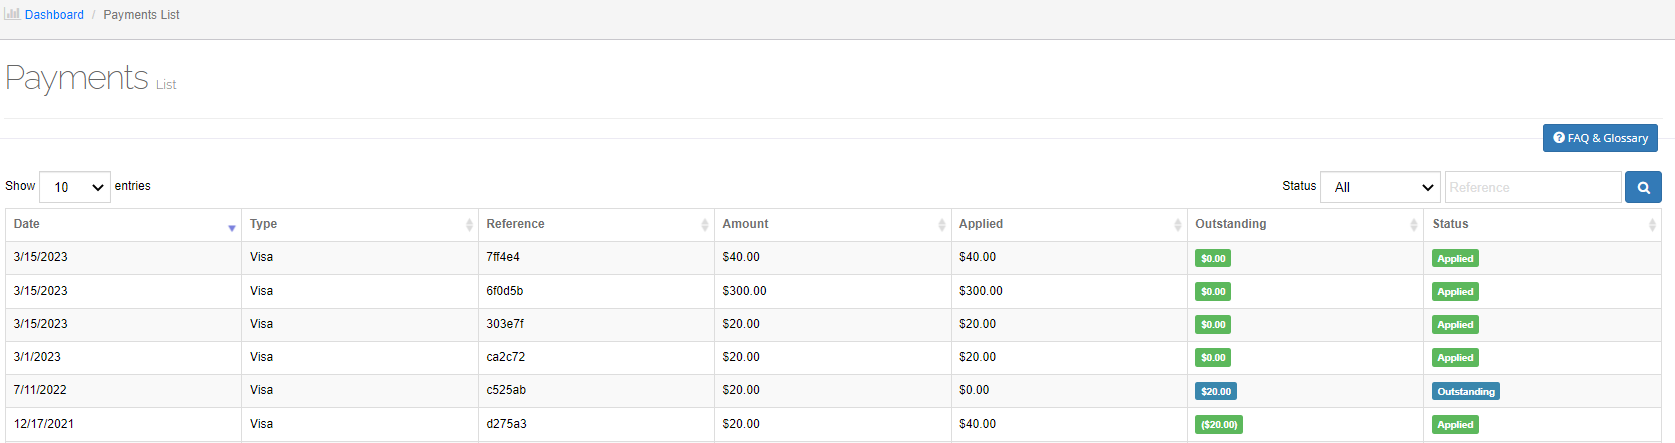 Dashboard / Payments List
Payments List
FAQ & Glossary
Show 10 entries Status All Reference
Date Type Reference Amount Applied Outstanding Status
3/15/2023 Visa 7ff4e4 $40.00 $40.00 $0.00 Applied
3/15/2023 Visa 6f0d5b $300.00 $300.00 $0.00 Applied
3/15/2023 Visa 303e7f $20.00 $20.00 $0.00 Applied
3/1/2023 Visa ca2c72 $20.00 $20.00 $0.00 Applied
7/11/2022 Visa c525ab $20.00 $0.00 $20.00 Outstanding
12/17/2021 Visa d275a3 $20.00 $40.00 ($20.00) Applied